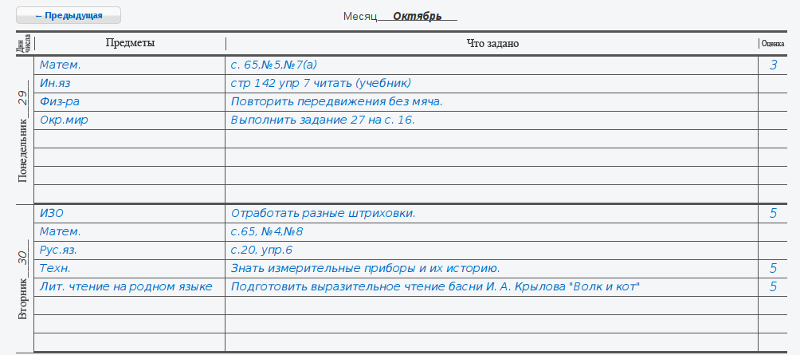 ← Предыдущая
Месяц Октябрь
Дни числа Предметы Что задано Оценка
Понедельник 29
Матем. с. 65,№5,№7(а) 3
Ин.яз стр 142 упр 7 читать (учебник)
Физ-ра Повторить передвижения без мяча.
Окр.мир Выполнить задание 27 на с. 16.
Вторник 30
ИЗО Отработать разные штриховки. 5
Матем. с.65, №4,№8
Рус.яз. с.20, упр.6
Техн. Знать измерительные приборы и их историю. 5
Лит. чтение на родном языке Подготовить выразительное чтение басни И. А. Крылова "Волк и кот" 5